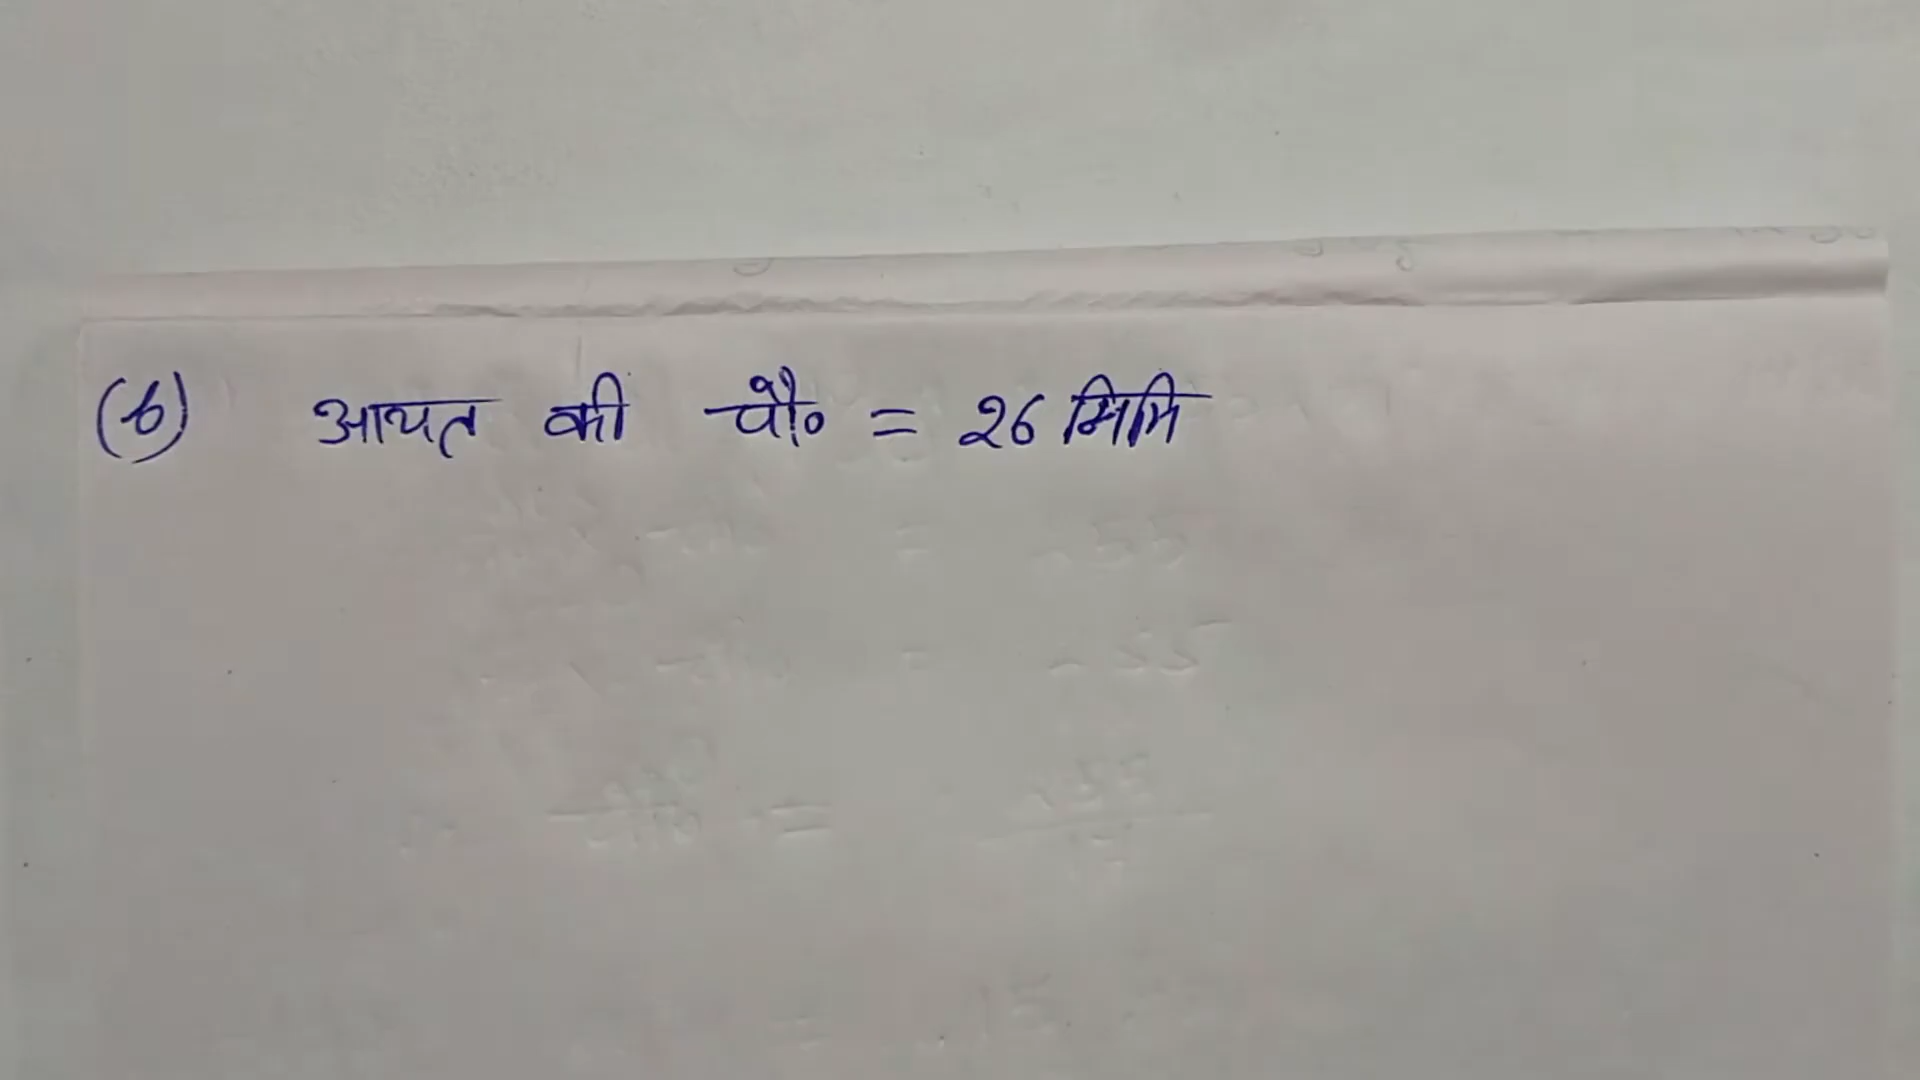 (b) आयत की चौ० = 26 मिमि